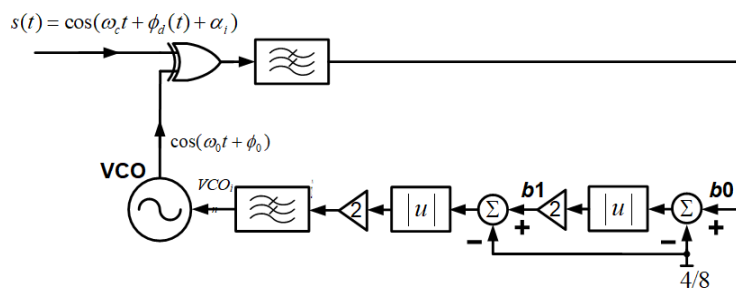 s(t) = cos(ω_c t + ϕ_d(t) + α_i)
cos(ω_0 t + ϕ_0)
VCO
VCO_i
2
|u|
Σ
b1
2
|u|
Σ
b0
−
+
−
+
4/8